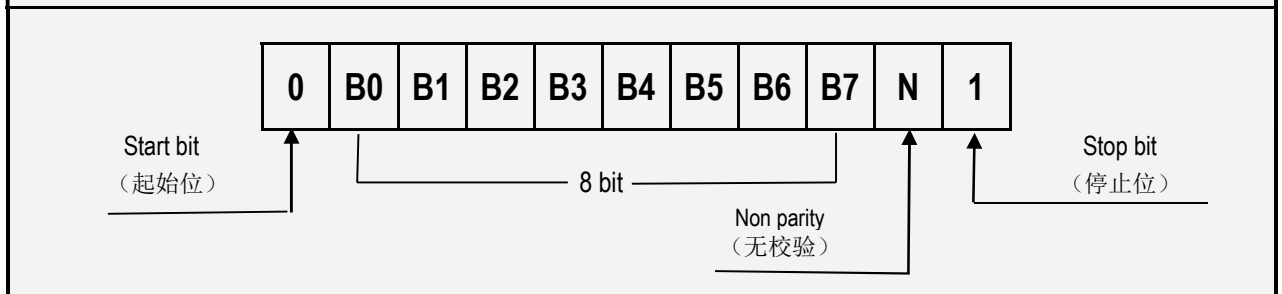 0 B0 B1 B2 B3 B4 B5 B6 B7 N 1
Start bit
（起始位）
8 bit
Non parity
（无校验）
Stop bit
（停止位）